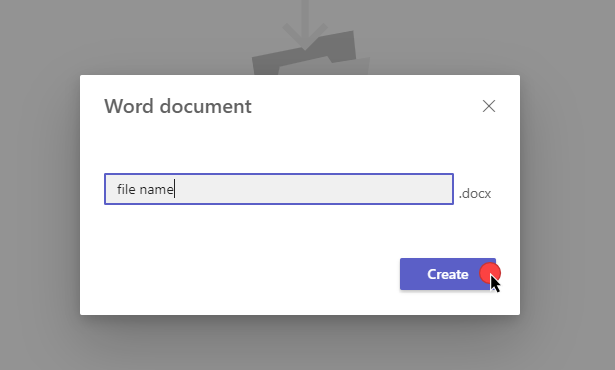 Word document
file name
.docx
Create